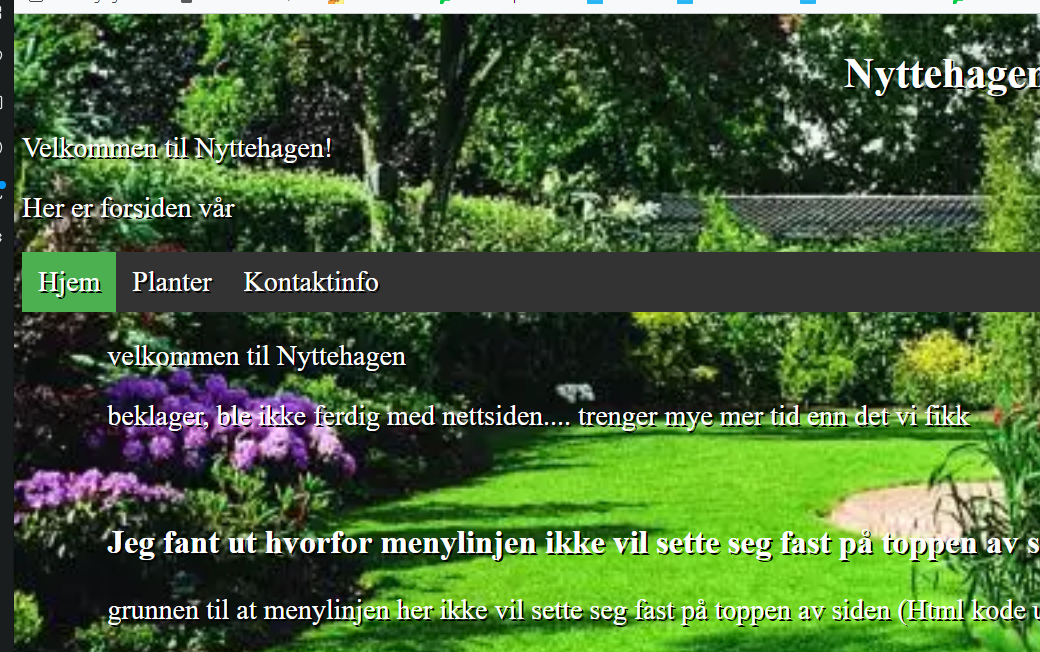 Nyttehagen
Velkommen til Nyttehagen!
Her er forsiden vår
Hjem Planter Kontaktinfo
velkommen til Nyttehagen
beklager, ble ikke ferdig med nettsiden.... trenger mye mer tid enn det vi fikk
Jeg fant ut hvorfor menylinjen ikke vil sette seg fast på toppen av s
grunnen til at menylinjen her ikke vil sette seg fast på toppen av siden (Html kode u